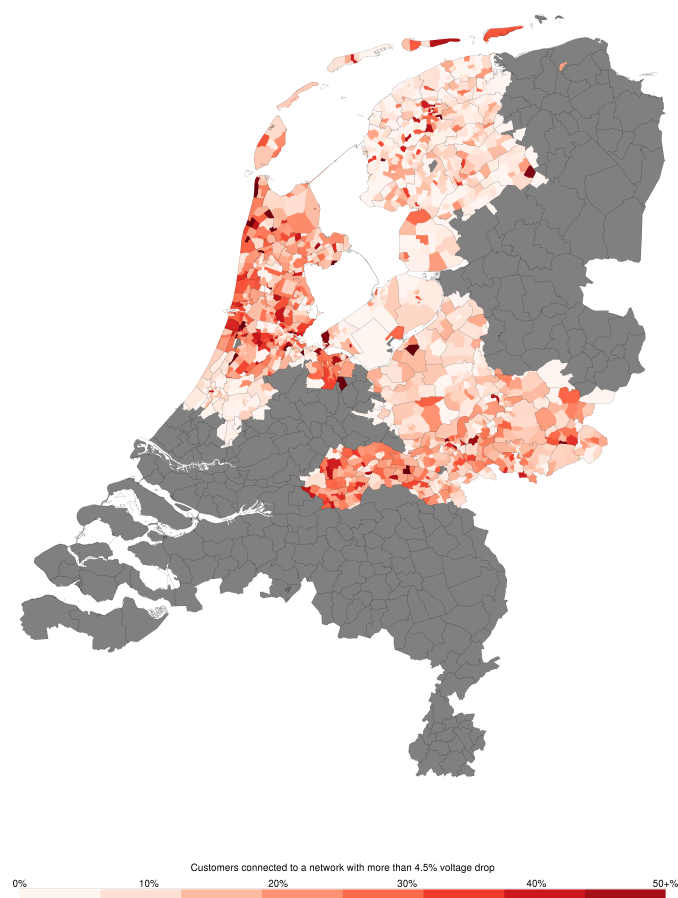 Customers connected to a network with more than 4.5% voltage drop
0% 10% 20% 30% 40% 50+%